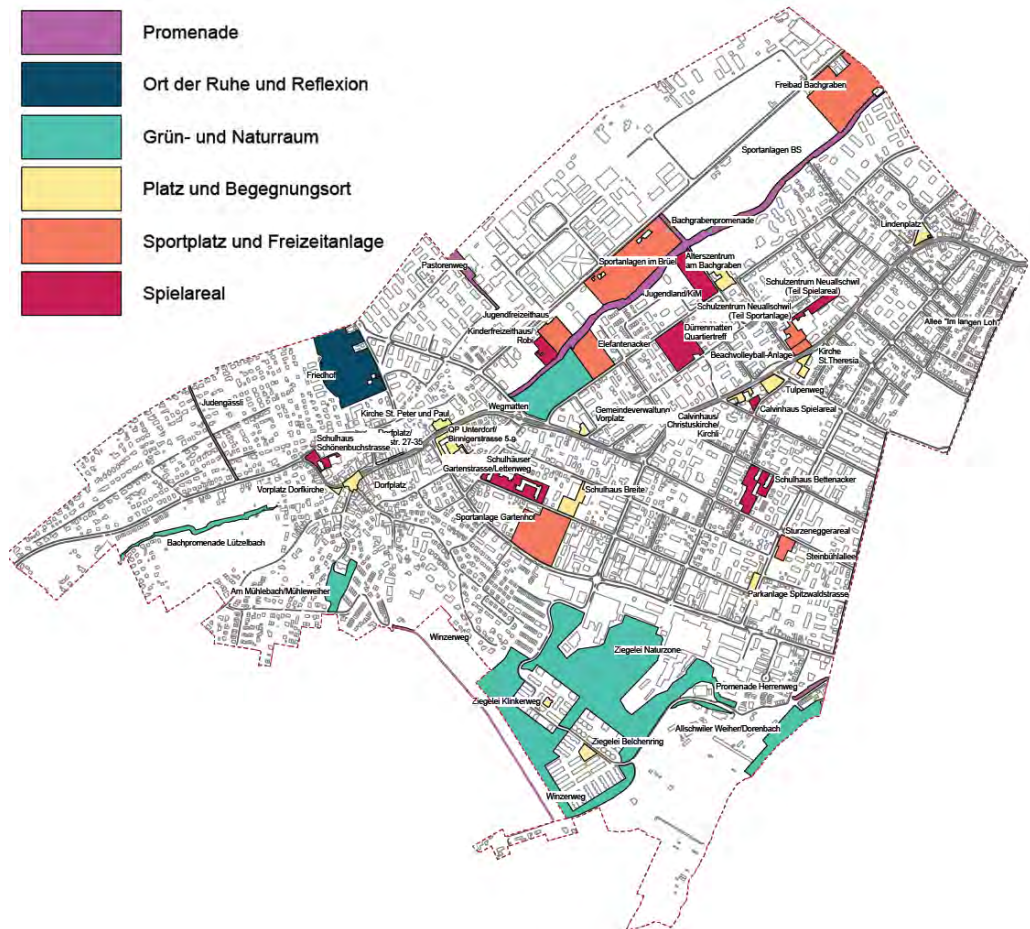 Promenade
Ort der Ruhe und Reflexion
Grün- und Naturraum
Platz und Begegnungsort
Sportplatz und Freizeitanlage
Spielareal
Freibad Bachgraben
Sportanlagen BS
Bachgrabenpromenade
Lindenplatz
Pastorenweg
Sportanlagen im Brüel
Alterszentrum
am Bachgraben
Schulzentrum Neuallschwil
(Teil Spielareal)
Jugendland/KiM
Schulzentrum Neuallschwil
(Teil Sportanlage)
Jugendfreizeithaus
Allee "Im langen Loh"
Kinderfreizeithaus
Robi
Elefantenacker
Dürrenmatten
Quartiertreff
Beachvolleyball-Anlage
Kirche
St.Theresia
Friedhof
Tulpenweg
Judengässli
Wegmatten
Calvinhaus Spielareal
Kirche St. Peter und Paul
Gemeindeverwaltung
Vorplatz
Calvinhaus/
Christuskirche/
Kirchli
platz/
str. 27-35
QP Unterdorf/
Binnigerstrasse 5-9
Schulhaus
Schönenbuchstrasse
Schulhäuser
Gartenstrasse/Lettenweg
Schulhaus Breite
Schulhaus Bettenacker
Vorplatz Dorfkirche
Dorfplatz
Sportanlage Gartenhof
Sturzeneggerareal
Bachpromenade Lützelbach
Steinbühlallee
Am Mühlebach/Mühleweiher
Parkanlage Spitzwaldstrasse
Winzerweg
Ziegelei Naturzone
Promenade Herrenweg
Ziegelei Klinkerweg
Allschwiler Weiher/Dorenbach
Ziegelei Belchenring
Winzerweg